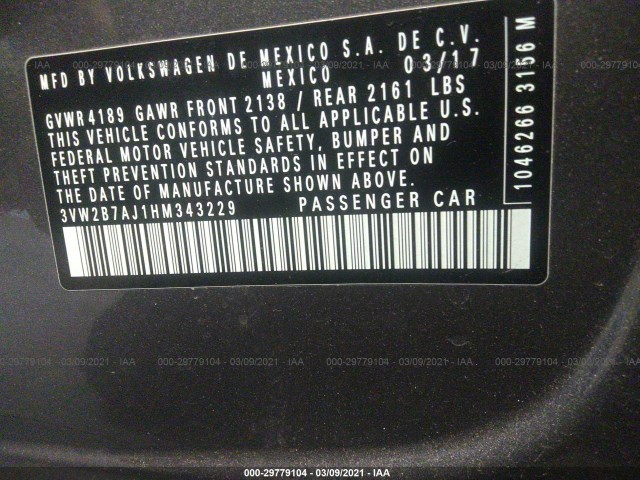 MFD BY VOLKSWAGEN DE MEXICO S.A. DE C.V.
MEXICO 03/17
GVWR 4189 GAWR FRONT 2138 / REAR 2161 LBS
THIS VEHICLE CONFORMS TO ALL APPLICABLE U.S.
FEDERAL MOTOR VEHICLE SAFETY, BUMPER AND
THEFT PREVENTION STANDARDS IN EFFECT ON
THE DATE OF MANUFACTURE SHOWN ABOVE.
3VW2B7AJ1HM343229 PASSENGER CAR
1046266 3156 M
000-29779104 - 03/09/2021 - IAA